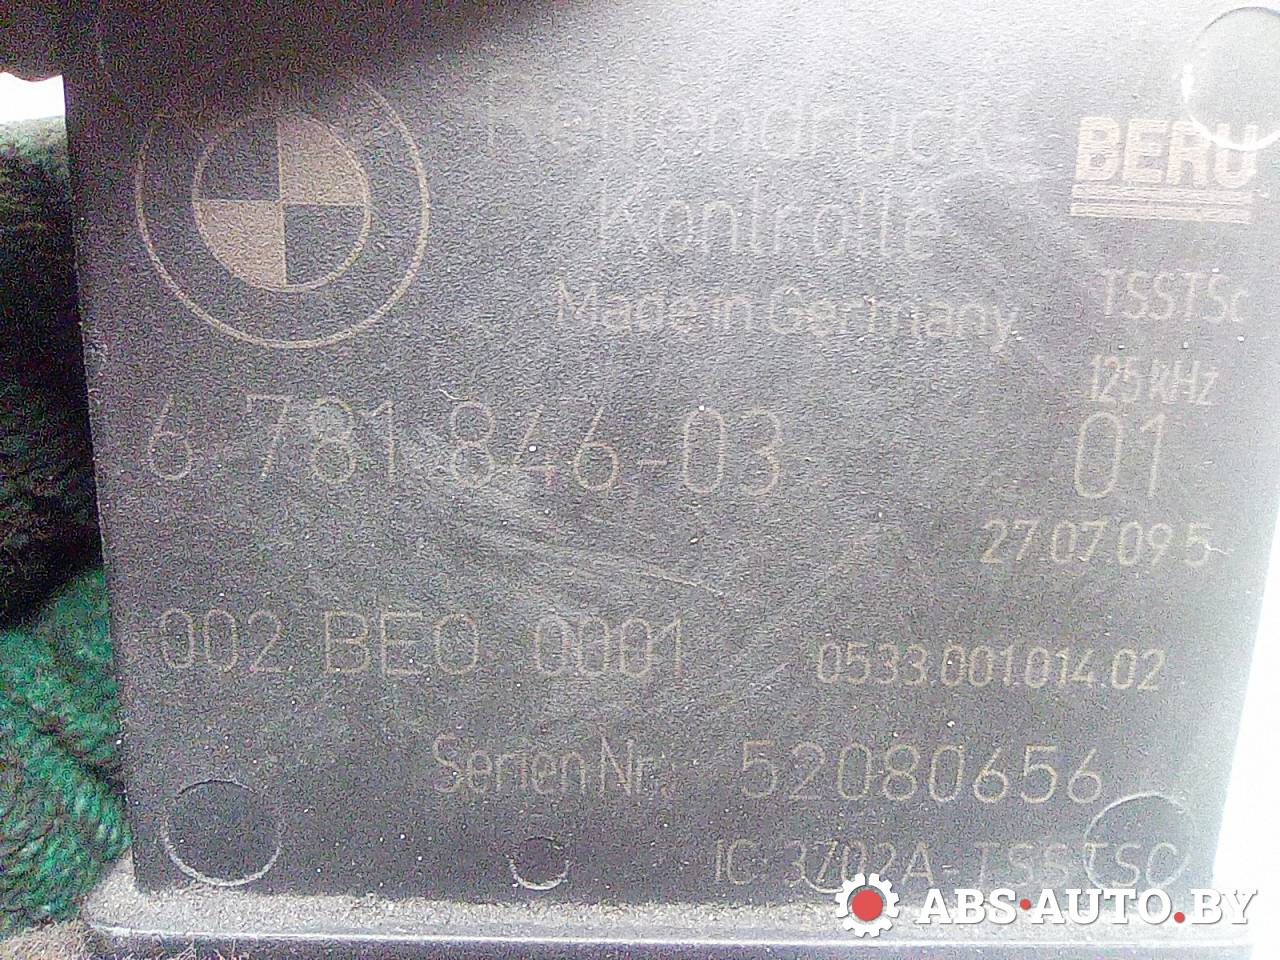 Reifendruck
Kontrolle
Made in Germany
BERU
TSSTSc
125 kHz
6 781 846-03
01
27 07 09 5
002 BE0 0001
0533 001 014 02
Serien Nr.: 52080656
IC 3702A-TSSTSC
ABS-AUTO.BY